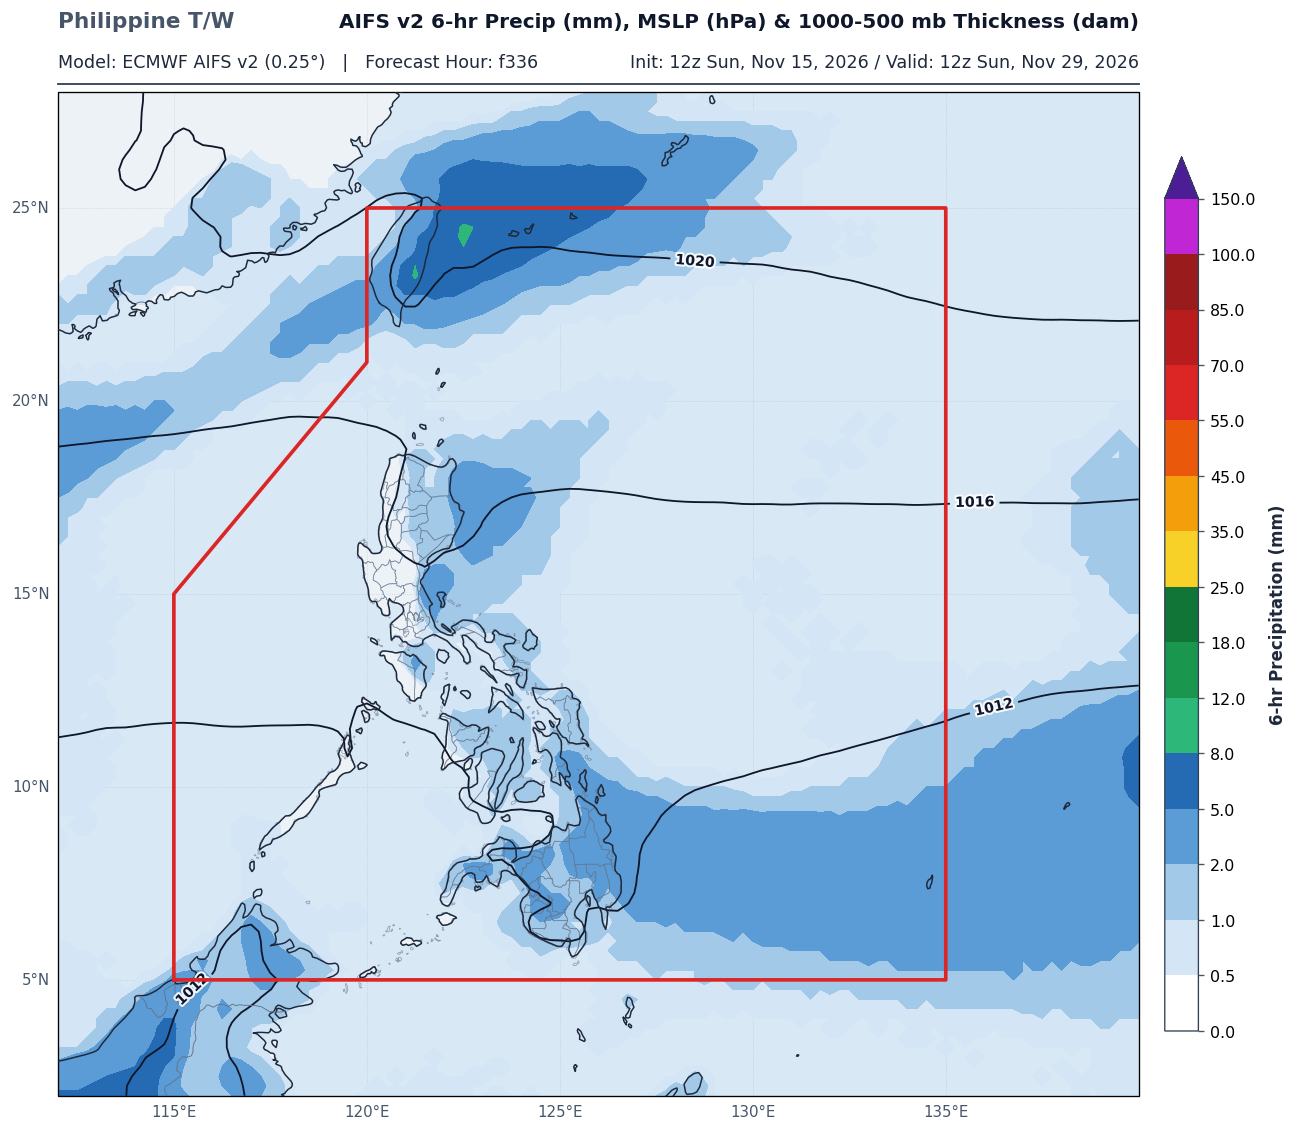 Philippine T/W
AIFS v2 6-hr Precip (mm), MSLP (hPa) & 1000-500 mb Thickness (dam)
Model: ECMWF AIFS v2 (0.25°) | Forecast Hour: f336
Init: 12z Sun, Nov 15, 2026 / Valid: 12z Sun, Nov 29, 2026
25°N
20°N
15°N
10°N
5°N
115°E
120°E
125°E
130°E
135°E
1020
1016
1012
1012
150.0
100.0
85.0
70.0
55.0
45.0
35.0
25.0
18.0
12.0
8.0
5.0
2.0
1.0
0.5
0.0
6-hr Precipitation (mm)